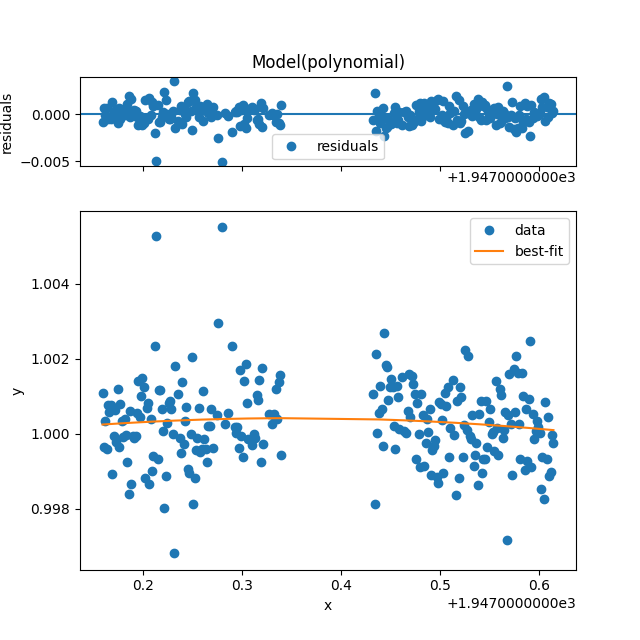 Model(polynomial)
residuals
0.000
−0.005
residuals
+1.9470000000e3
y
1.004
1.002
1.000
0.998
data
best-fit
0.2 0.3 0.4 0.5 0.6
x
+1.9470000000e3